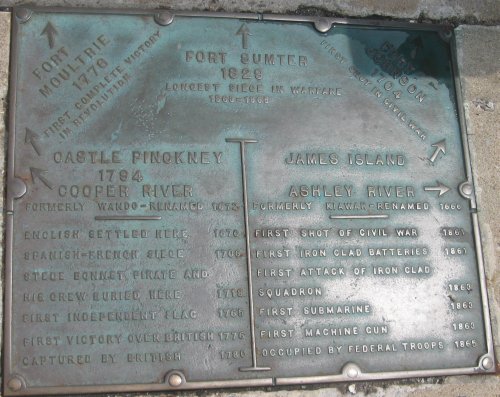 FORT
MOULTRIE
1776
FIRST COMPLETE VICTORY
IN REVOLUTION
FORT SUMTER
1829
LONGEST SIEGE IN WARFARE
1863-1865
JOHNSON
1704
FIRST SHOT IN CIVIL WAR
CASTLE PINCKNEY
1794
COOPER RIVER
FORMERLY WANDO-RENAMED
ENGLISH SETTLED HERE 1670
SPANISH-FRENCH SIEGE 1706
STEDE BONNET, PIRATE AND
HIS CREW BURIED HERE 1718
FIRST INDEPENDENT FLAG
FIRST VICTORY OVER BRITISH 1776
CAPTURED BY BRITISH 1780
JAMES ISLAND
ASHLEY RIVER
FORMERLY KIAWAH-RENAMED 1666
FIRST SHOT OF CIVIL WAR 1861
FIRST IRON CLAD BATTERIES 1861
FIRST ATTACK OF IRON CLAD
SQUADRON 1863
FIRST SUBMARINE 1863
FIRST MACHINE GUN 1863
OCCUPIED BY FEDERAL TROOPS 1865